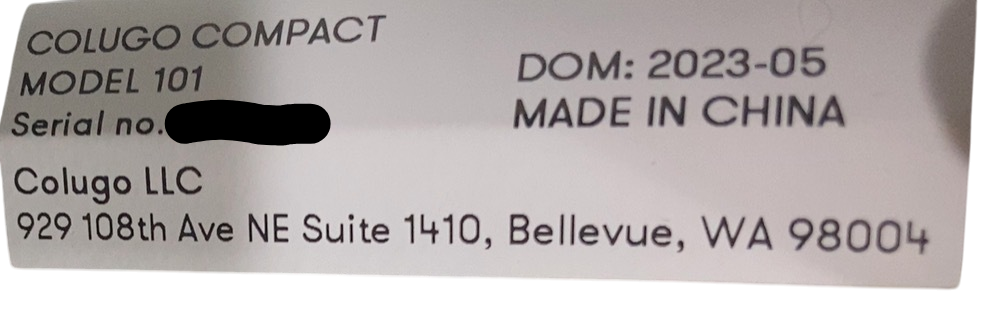 COLUGO COMPACT
MODEL 101
Serial no.
DOM: 2023-05
MADE IN CHINA
Colugo LLC
929 108th Ave NE Suite 1410, Bellevue, WA 98004